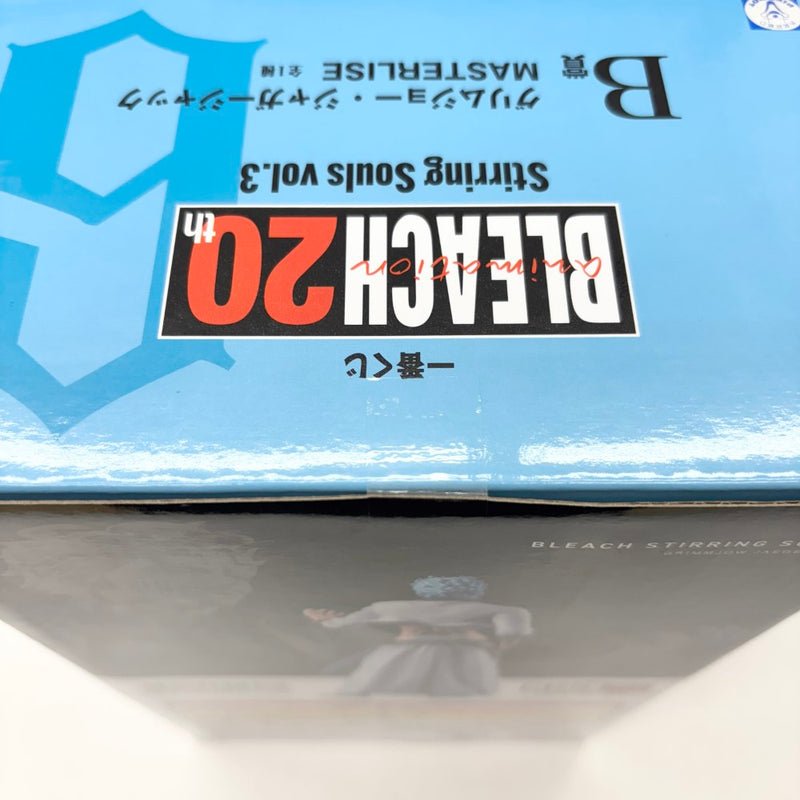 一番くじ
BLEACH 20th
animation
Stirring Souls vol.3
B賞
グリムジョー・ジャガージャック
MASTERLISE 全1種
BLEACH STIRRING
GRIMMJOW